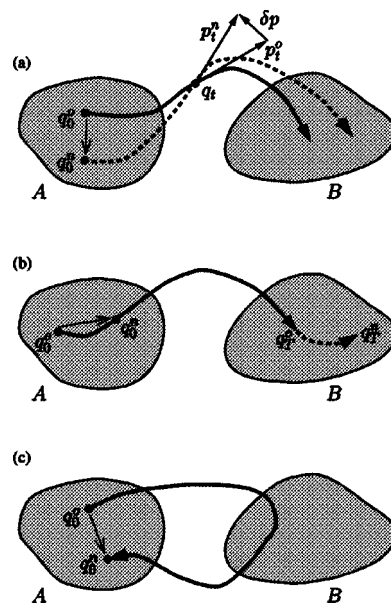 p_t^n δp
(a) p_t^o
q_t
q_0^o
q_0^n
A B
(b)
q_0^o q_0^n q_T^o q_T^n
A B
(c)
q_0^o
q_0^n
A B